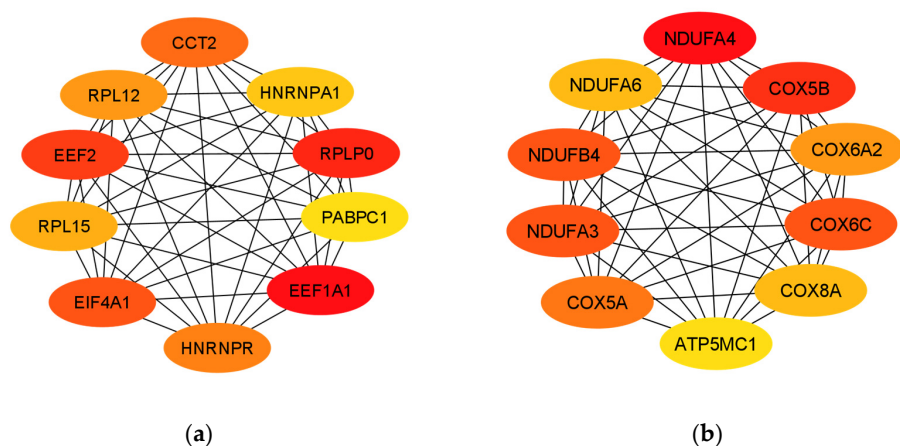 CCT2
RPL12
HNRNPA1
EEF2
RPLP0
RPL15
PABPC1
EIF4A1
EEF1A1
HNRNPR
(a)
NDUFA4
NDUFA6
COX5B
NDUFB4
COX6A2
NDUFA3
COX6C
COX5A
COX8A
ATP5MC1
(b)